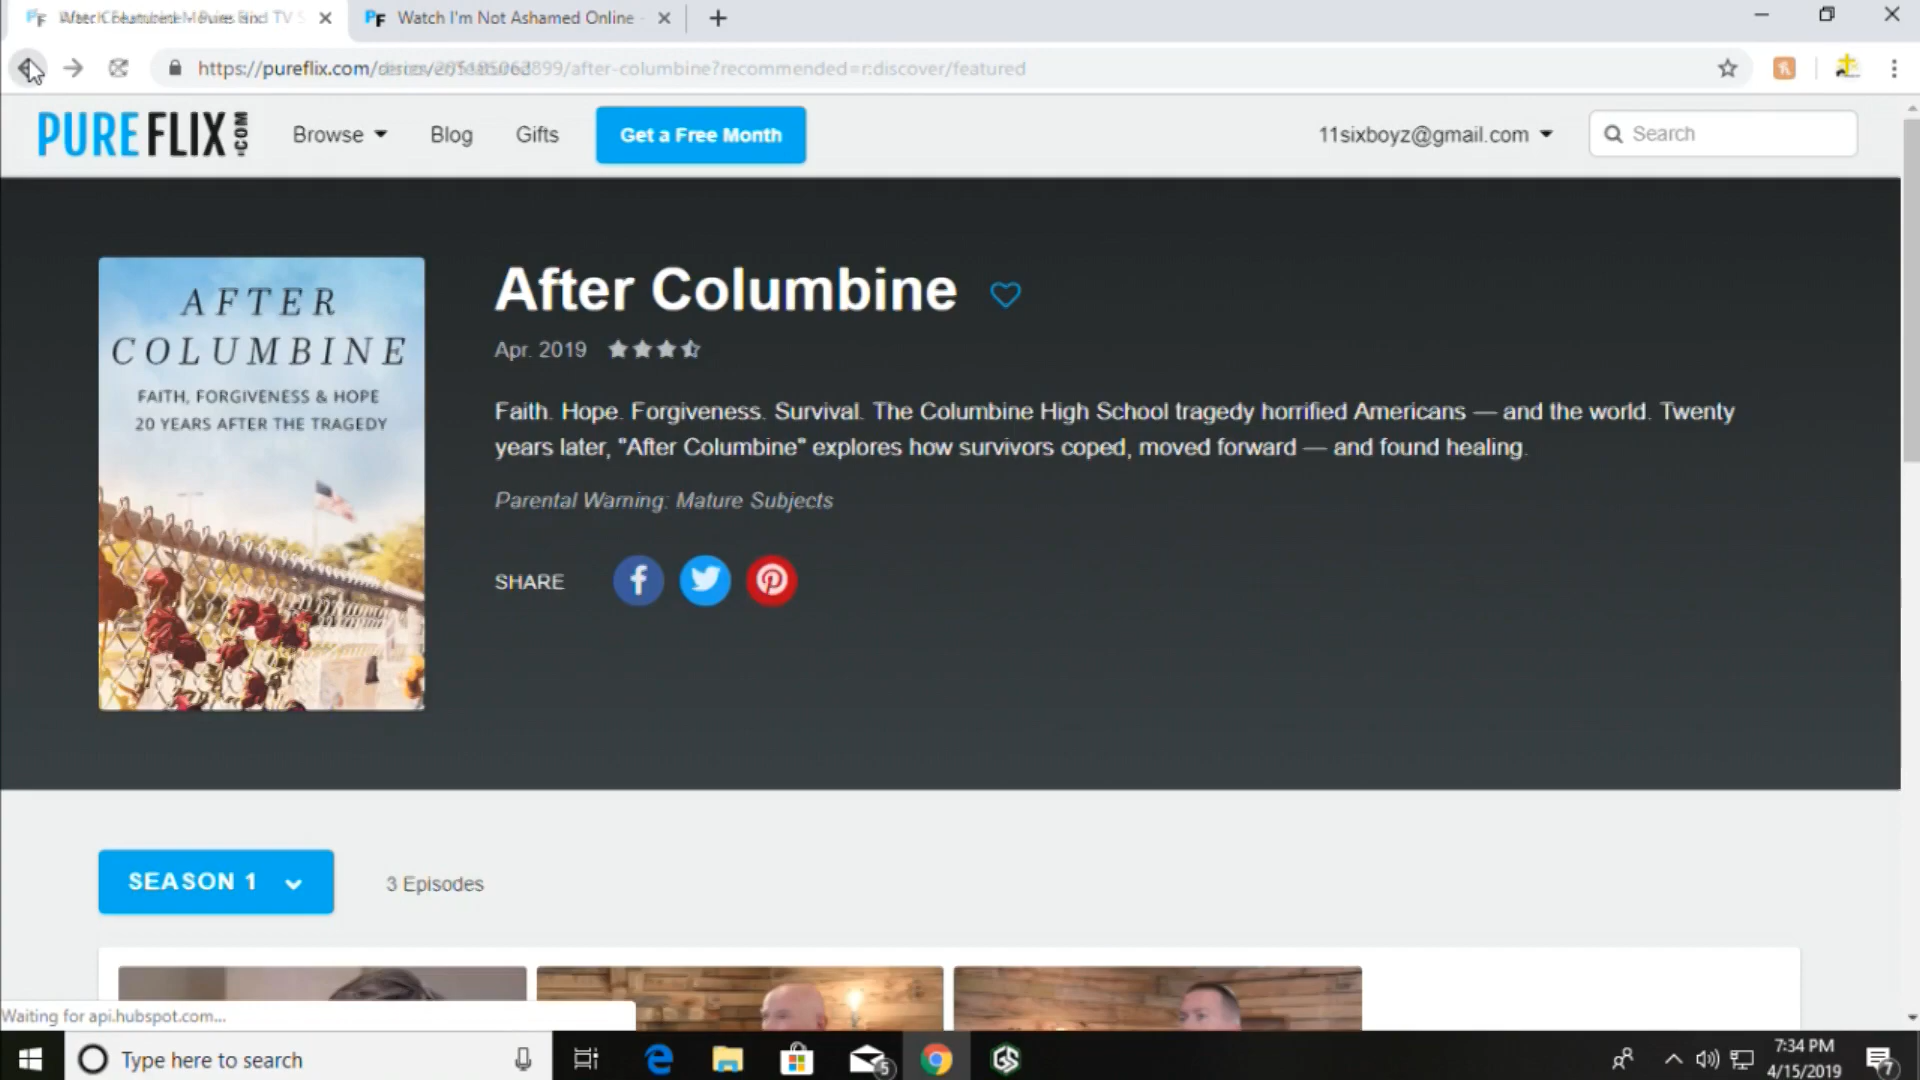 Watch I'm Not Ashamed Online
https://pureflix.com/
899/after-columbine?recommended=r:discover/featured
PUREFLIX.COM
Browse
Blog
Gifts
Get a Free Month
11sixboyz@gmail.com
Search
AFTER
COLUMBINE
FAITH, FORGIVENESS & HOPE
20 YEARS AFTER THE TRAGEDY
After Columbine
Apr. 2019
Faith. Hope. Forgiveness. Survival. The Columbine High School tragedy horrified Americans — and the world. Twenty
years later, "After Columbine" explores how survivors coped, moved forward — and found healing.
Parental Warning: Mature Subjects
SHARE
SEASON 1
3 Episodes
Waiting for api.hubspot.com...
Type here to search
5
GS
7:34 PM
4/15/2019
7